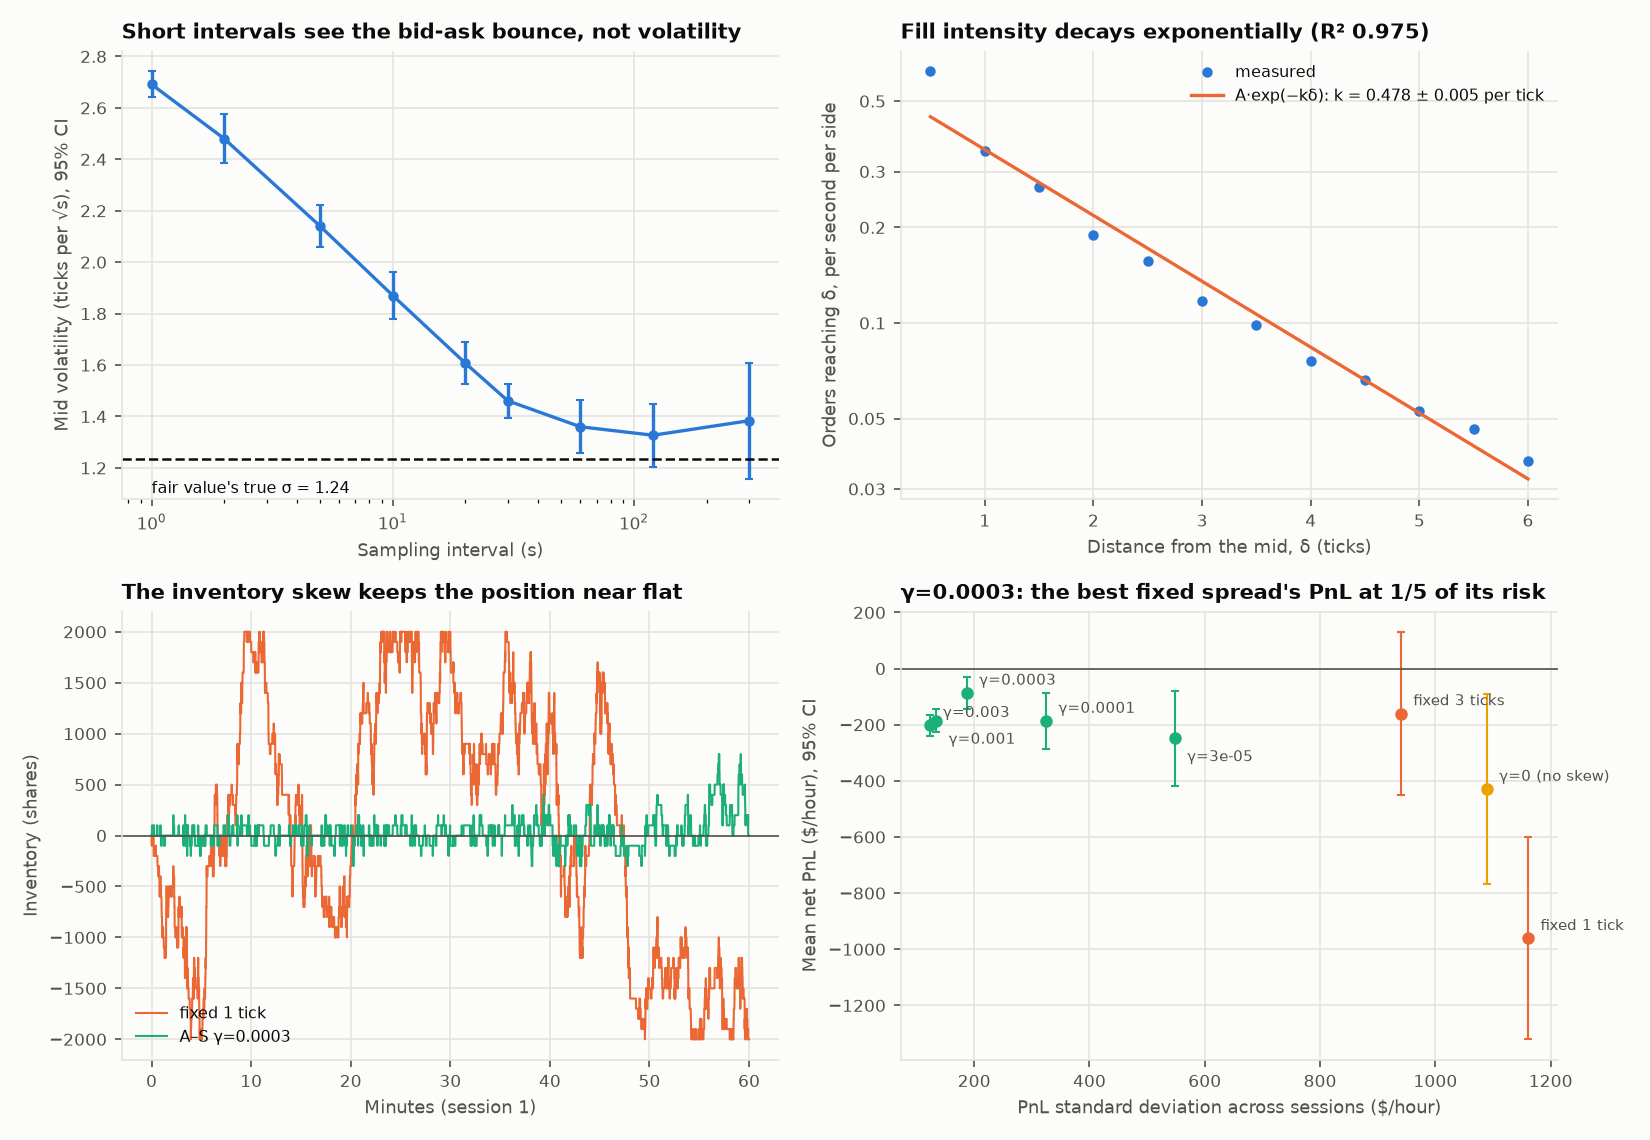 Short intervals see the bid-ask bounce, not volatility
Mid volatility (ticks per √s), 95% CI
2.8
2.6
2.4
2.2
2.0
1.8
1.6
1.4
1.2
fair value's true σ = 1.24
10⁰
10¹
10²
Sampling interval (s)
Fill intensity decays exponentially (R² 0.975)
measured
A·exp(−kδ): k = 0.478 ± 0.005 per tick
Orders reaching δ, per second per side
0.5
0.3
0.2
0.1
0.05
0.03
1
2
3
4
5
6
Distance from the mid, δ (ticks)
The inventory skew keeps the position near flat
Inventory (shares)
2000
1500
1000
500
0
−500
−1000
−1500
−2000
fixed 1 tick
A–S γ=0.0003
0
10
20
30
40
50
60
Minutes (session 1)
γ=0.0003: the best fixed spread's PnL at 1/5 of its risk
Mean net PnL ($/hour), 95% CI
200
0
−200
−400
−600
−800
−1000
−1200
γ=0.0003
γ=0.003
γ=0.001
γ=0.0001
γ=3e-05
fixed 3 ticks
γ=0 (no skew)
fixed 1 tick
200
400
600
800
1000
1200
PnL standard deviation across sessions ($/hour)